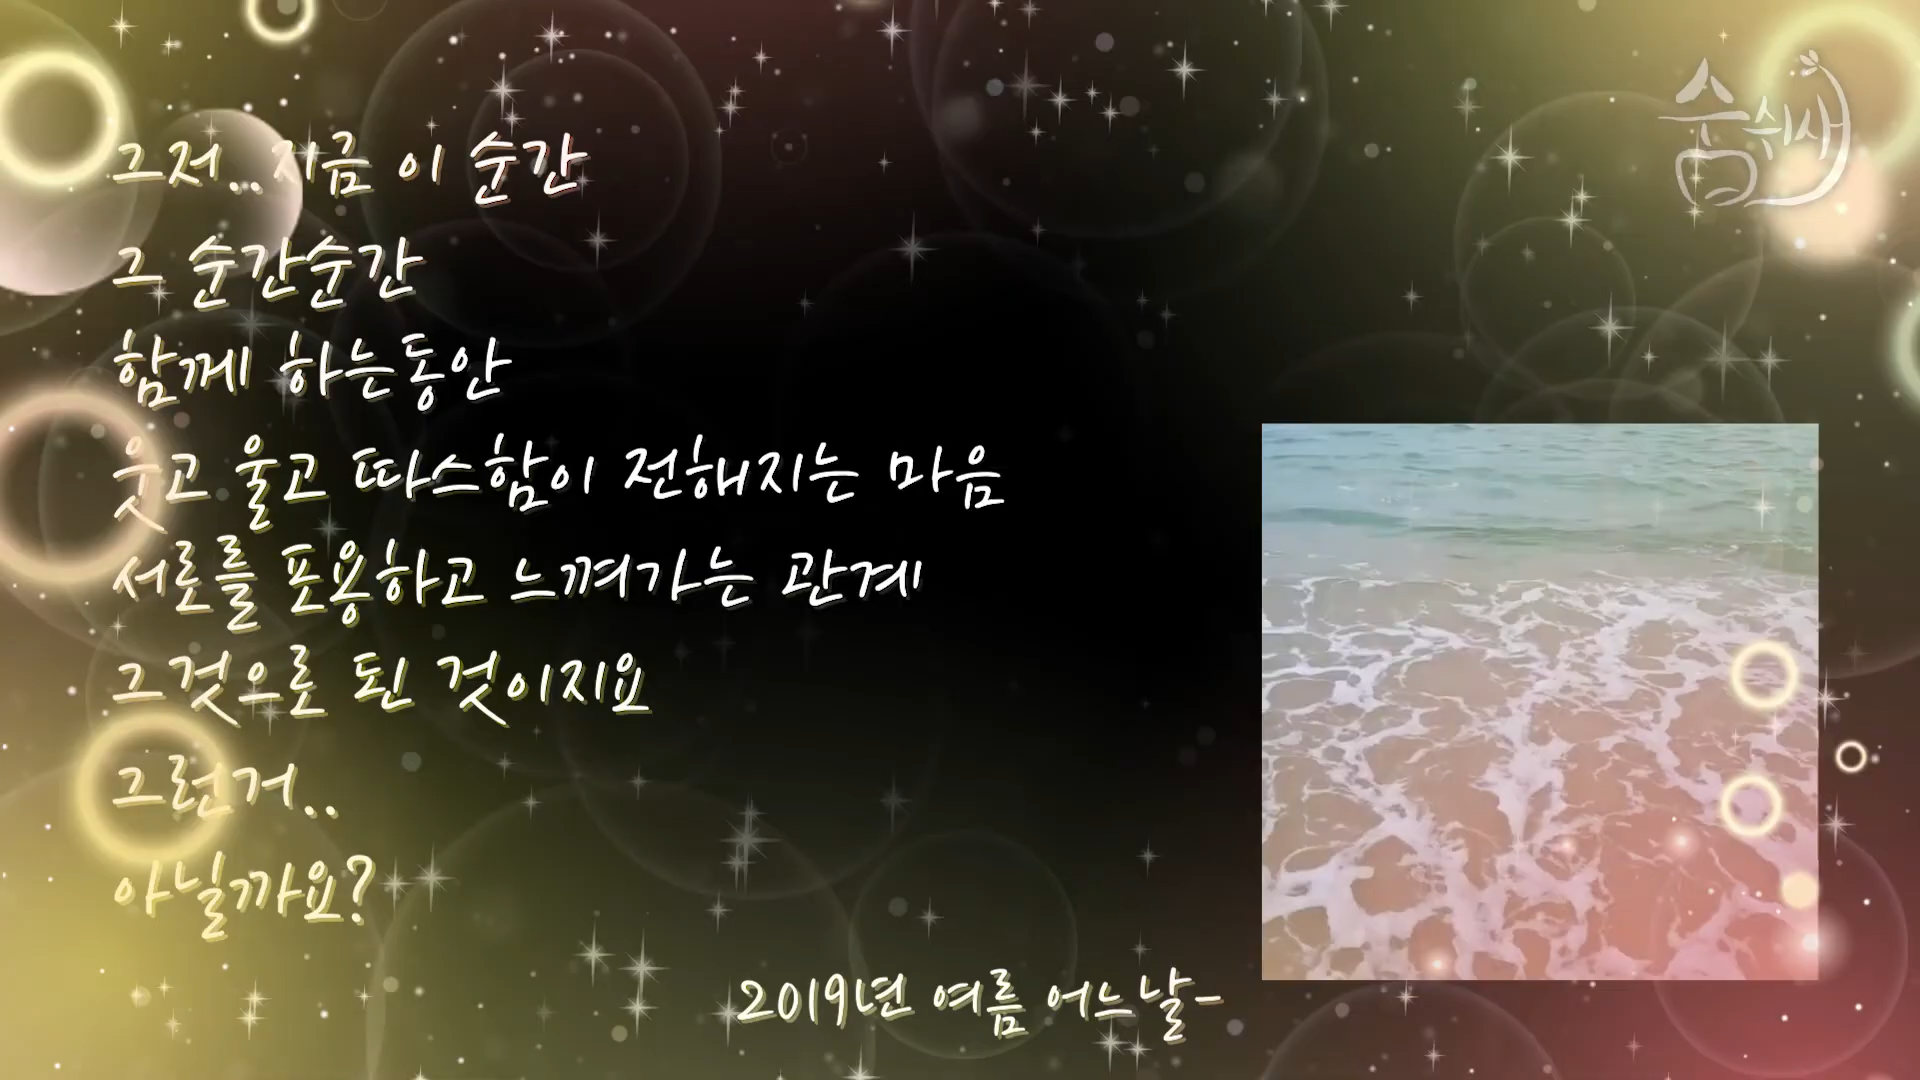 그저.. 지금 이 순간
그 순간순간
함께 하는동안
웃고 울고 따스함이 전해지는 마음
서로를 포용하고 느껴가는 관계
그것으로 된 것이지요
그런거..
아닐까요?
2019년 여름 어느날-
숨쉬새